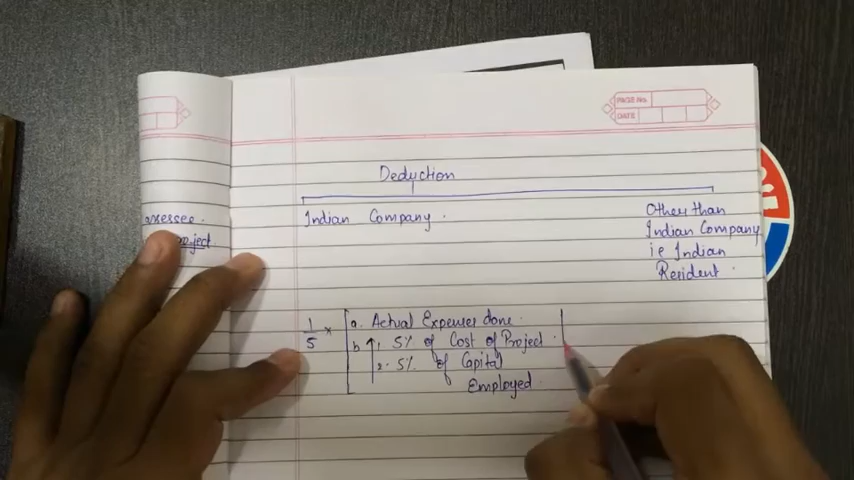 PAGE No.
DATE
Deduction
assessee.
project
Indian Company.
Other than
Indian Company
ie Indian
Resident.
1/5 ×
a. Actual Expenses done.
b ↑ 1. 5% of Cost of Project.
2. 5% of Capital
Employed.